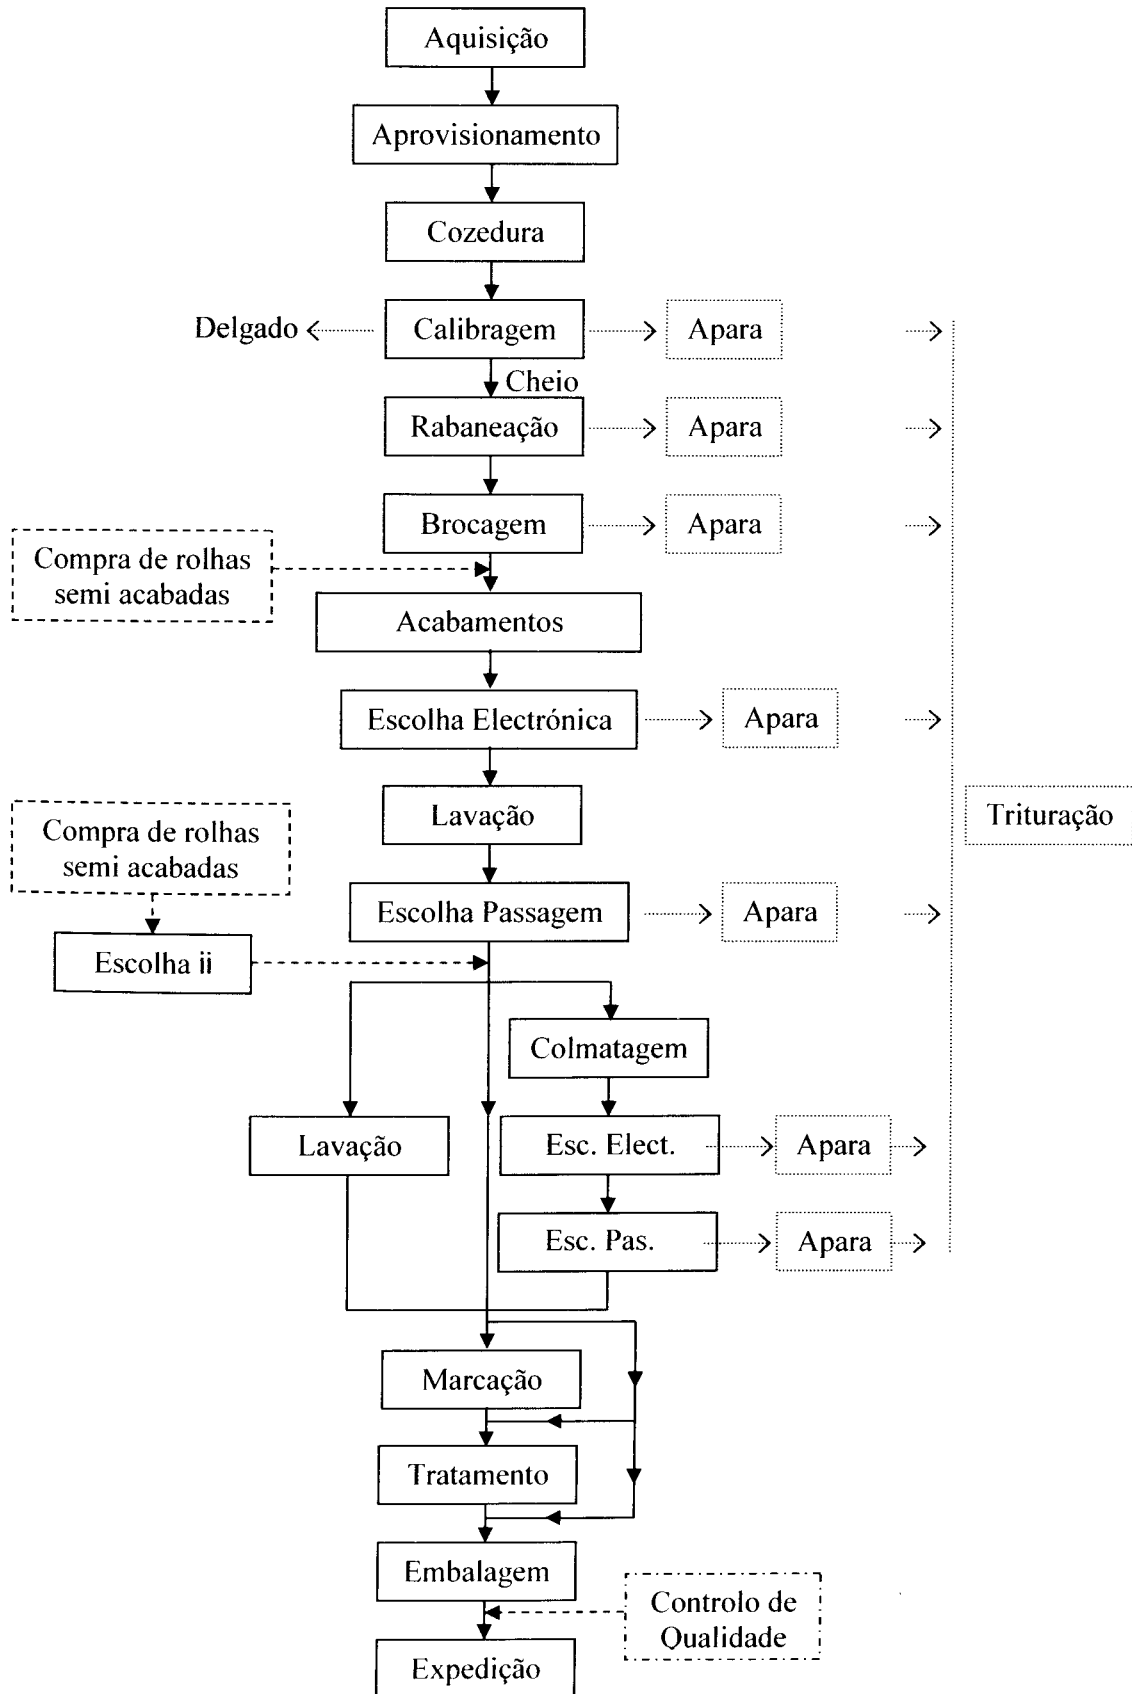 Aquisição
Aprovisionamento
Cozedura
Delgado
Calibragem
Apara
Cheio
Rabaneação
Apara
Brocagem
Apara
Compra de rolhas
semi acabadas
Acabamentos
Escolha Electrónica
Apara
Lavação
Trituração
Compra de rolhas
semi acabadas
Escolha Passagem
Apara
Escolha ii
Colmatagem
Lavação
Esc. Elect.
Apara
Esc. Pas.
Apara
Marcação
Tratamento
Embalagem
Controlo de
Qualidade
Expedição